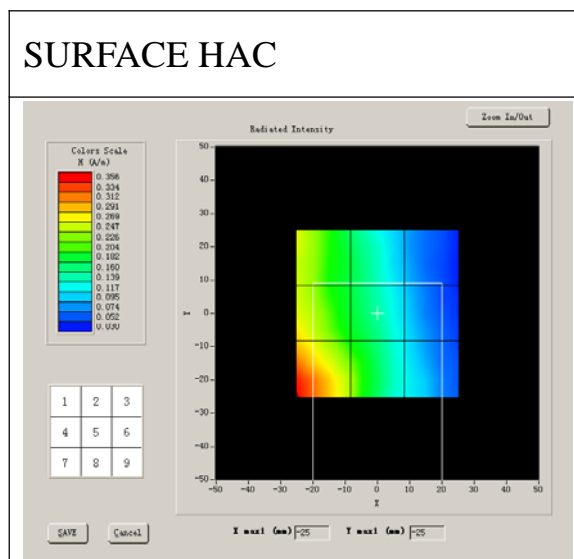 SURFACE HAC
Zoom In/Out
Radiated Intensity
Colors Scale
H (A/m)
0.356
0.334
0.312
0.291
0.269
0.247
0.226
0.204
0.182
0.160
0.139
0.117
0.095
0.074
0.052
0.030
50
40
30
20
10
0
-10
-20
-30
-40
-50
Y
-50 -40 -30 -20 -10 0 10 20 30 40 50
X
1 2 3
4 5 6
7 8 9
SAVE Cancel
X max1 (mm) -25 Y max1 (mm) -25